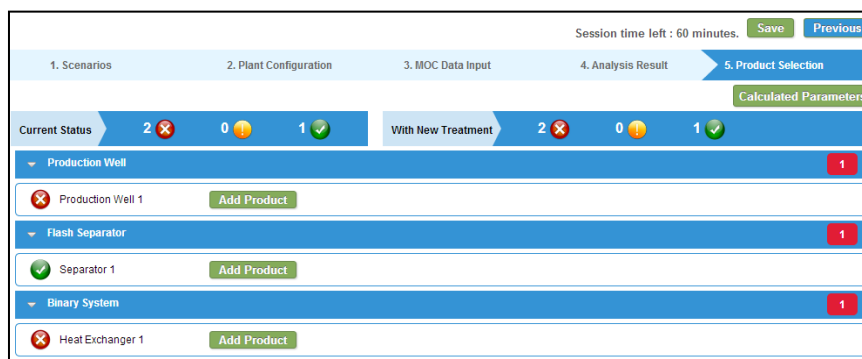 Session time left : 60 minutes. Save Previous
1. Scenarios 2. Plant Configuration 3. MOC Data Input 4. Analysis Result 5. Product Selection
Calculated Parameters
Current Status 2 0 1 With New Treatment 2 0 1
Production Well 1
Production Well 1 Add Product
Flash Separator 1
Separator 1 Add Product
Binary System 1
Heat Exchanger 1 Add Product